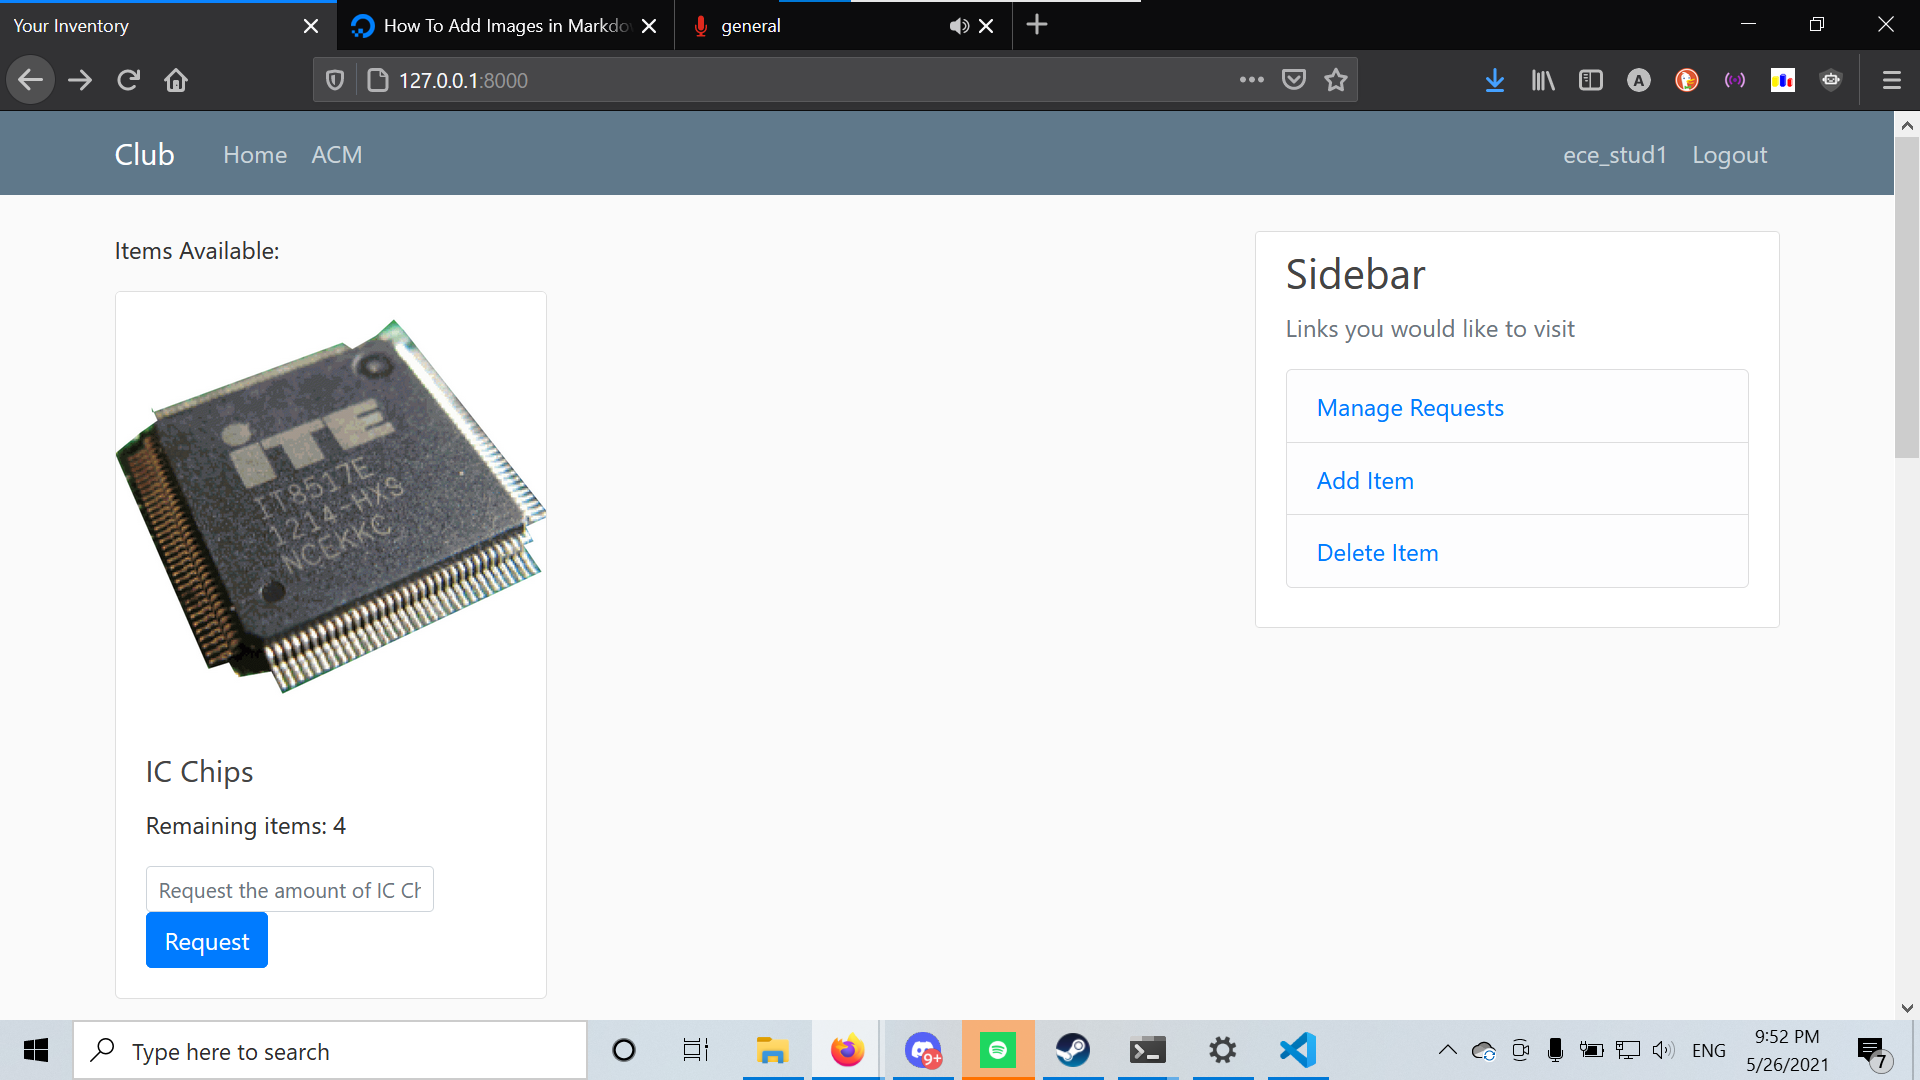 Your Inventory
How To Add Images in Markdo
general
127.0.0.1:8000
Club
Home
ACM
ece_stud1
Logout
Items Available:
iTE
IT8517E
1214-HXS
NCEKKC
IC Chips
Remaining items: 4
Request the amount of IC Ch
Request
Sidebar
Links you would like to visit
Manage Requests
Add Item
Delete Item
Type here to search
9+
ENG
9:52 PM
5/26/2021
7